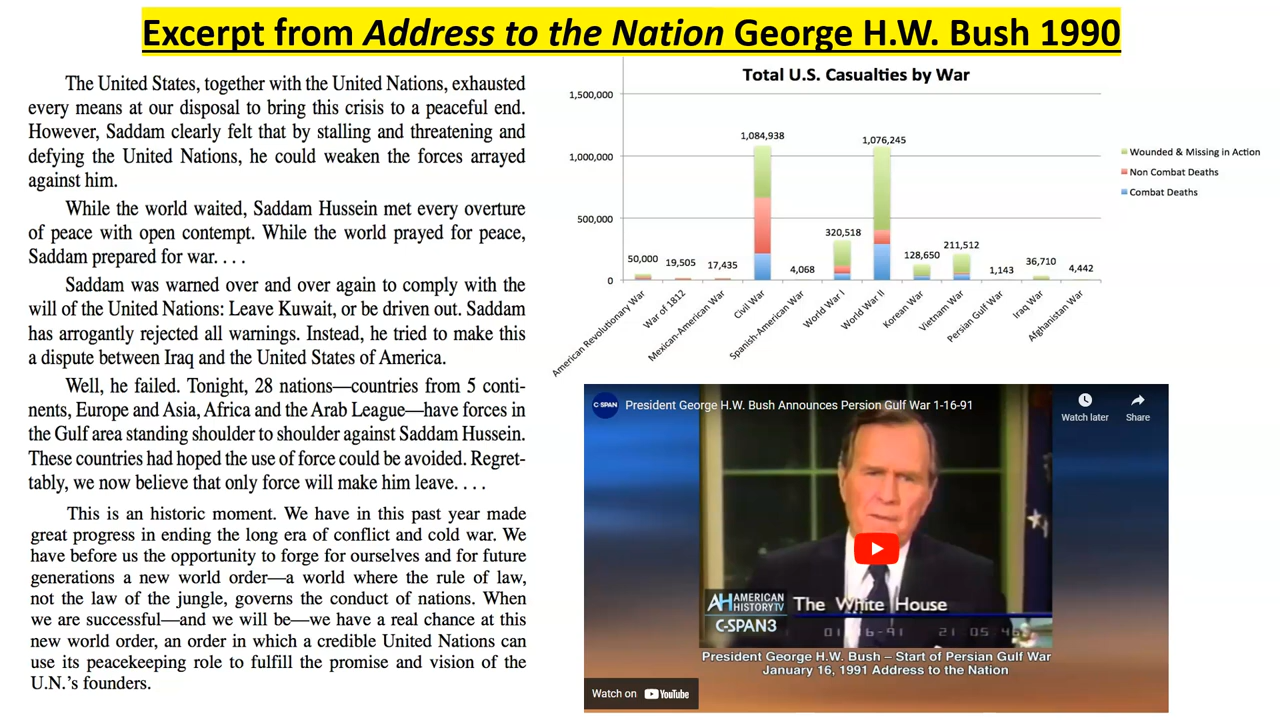 Excerpt from Address to the Nation George H.W. Bush 1990
The United States, together with the United Nations, exhausted
every means at our disposal to bring this crisis to a peaceful end.
However, Saddam clearly felt that by stalling and threatening and
defying the United Nations, he could weaken the forces arrayed
against him.
While the world waited, Saddam Hussein met every overture
of peace with open contempt. While the world prayed for peace,
Saddam prepared for war. . . .
Saddam was warned over and over again to comply with the
will of the United Nations: Leave Kuwait, or be driven out. Saddam
has arrogantly rejected all warnings. Instead, he tried to make this
a dispute between Iraq and the United States of America.
Well, he failed. Tonight, 28 nations—countries from 5 conti-
nents, Europe and Asia, Africa and the Arab League—have forces in
the Gulf area standing shoulder to shoulder against Saddam Hussein.
These countries had hoped the use of force could be avoided. Regret-
tably, we now believe that only force will make him leave. . . .
This is an historic moment. We have in this past year made
great progress in ending the long era of conflict and cold war. We
have before us the opportunity to forge for ourselves and for future
generations a new world order—a world where the rule of law,
not the law of the jungle, governs the conduct of nations. When
we are successful—and we will be—we have a real chance at this
new world order, an order in which a credible United Nations can
use its peacekeeping role to fulfill the promise and vision of the
U.N.'s founders.
Total U.S. Casualties by War
1,500,000
1,000,000
500,000
0
50,000
19,505
17,435
1,084,938
4,068
320,518
1,076,245
128,650
211,512
1,143
36,710
4,442
American Revolutionary War
War of 1812
Mexican-American War
Civil War
Spanish-American War
World War I
World War II
Korean War
Vietnam War
Persian Gulf War
Iraq War
Afghanistan War
Wounded & Missing in Action
Non Combat Deaths
Combat Deaths
C-SPAN
President George H.W. Bush Announces Persion Gulf War 1-16-91
Watch later
Share
AH AMERICAN
HISTORYTV
C-SPAN3
The White House
President George H.W. Bush – Start of Persian Gulf War
January 16, 1991 Address to the Nation
Watch on YouTube